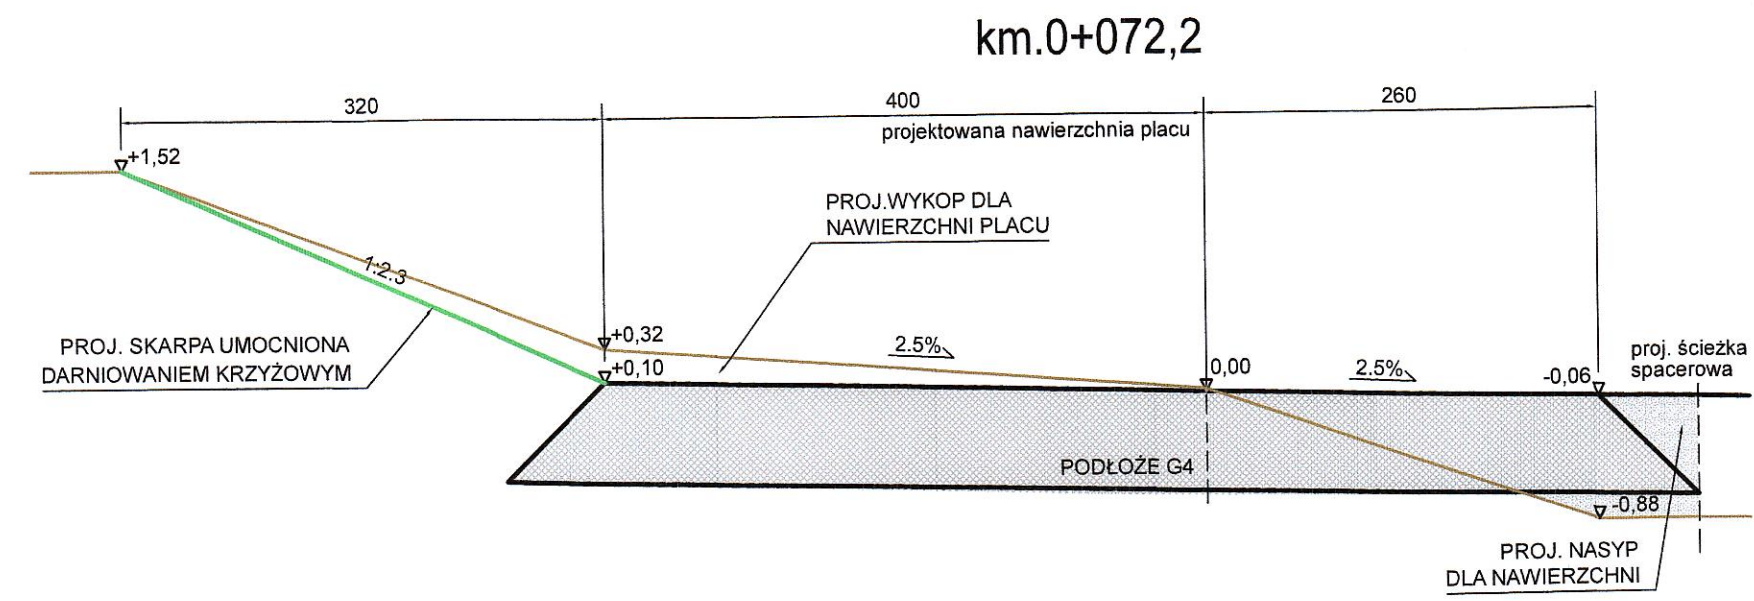 km.0+072,2
320
400
260
projektowana nawierzchnia placu
+1,52
PROJ.WYKOP DLA
NAWIERZCHNI PLACU
1:2.3
+0,32
PROJ. SKARPA UMOCNIONA
DARNIOWANIEM KRZYŻOWYM
2.5%
+0,10
0,00
2.5%
-0,06
proj. ścieżka
spacerowa
PODŁOŻE G4
-0,88
PROJ. NASYP
DLA NAWIERZCHNI